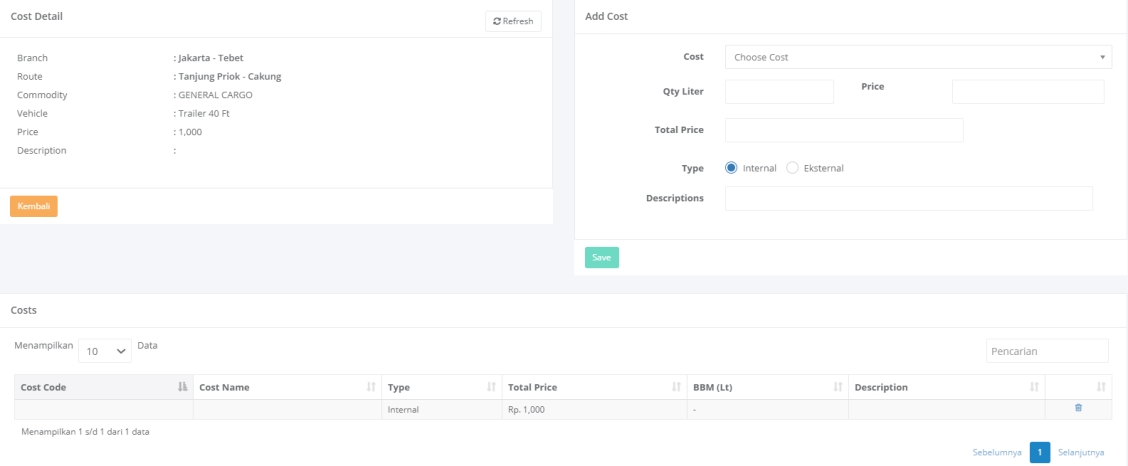 Cost Detail
Refresh
Branch : Jakarta - Tebet
Route : Tanjung Priok - Cakung
Commodity : GENERAL CARGO
Vehicle : Trailer 40 Ft
Price : 1,000
Description :
Kembali
Add Cost
Cost Choose Cost
Qty Liter Price
Total Price
Type Internal Eksternal
Descriptions
Save
Costs
Menampilkan 10 Data
Pencarian
Cost Code Cost Name Type Total Price BBM (Lt) Description
Internal Rp. 1,000 -
Menampilkan 1 s/d 1 dari 1 data
Sebelumnya 1 Selanjutnya